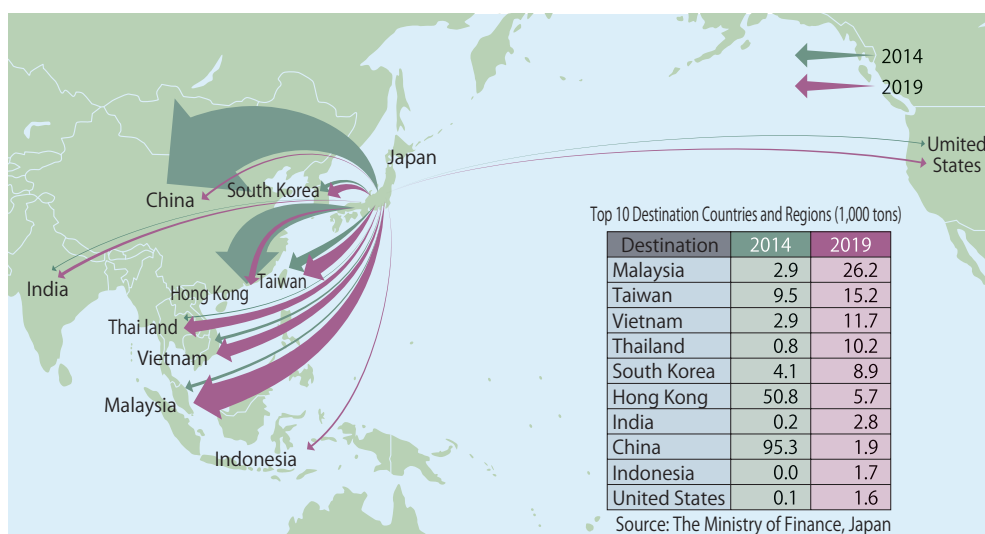 2014
2019
Japan
United
States
China
South Korea
India
Hong Kong
Taiwan
Thai land
Vietnam
Malaysia
Indonesia
Top 10 Destination Countries and Regions (1,000 tons)
Destination 2014 2019
Malaysia 2.9 26.2
Taiwan 9.5 15.2
Vietnam 2.9 11.7
Thailand 0.8 10.2
South Korea 4.1 8.9
Hong Kong 50.8 5.7
India 0.2 2.8
China 95.3 1.9
Indonesia 0.0 1.7
United States 0.1 1.6
Source: The Ministry of Finance, Japan